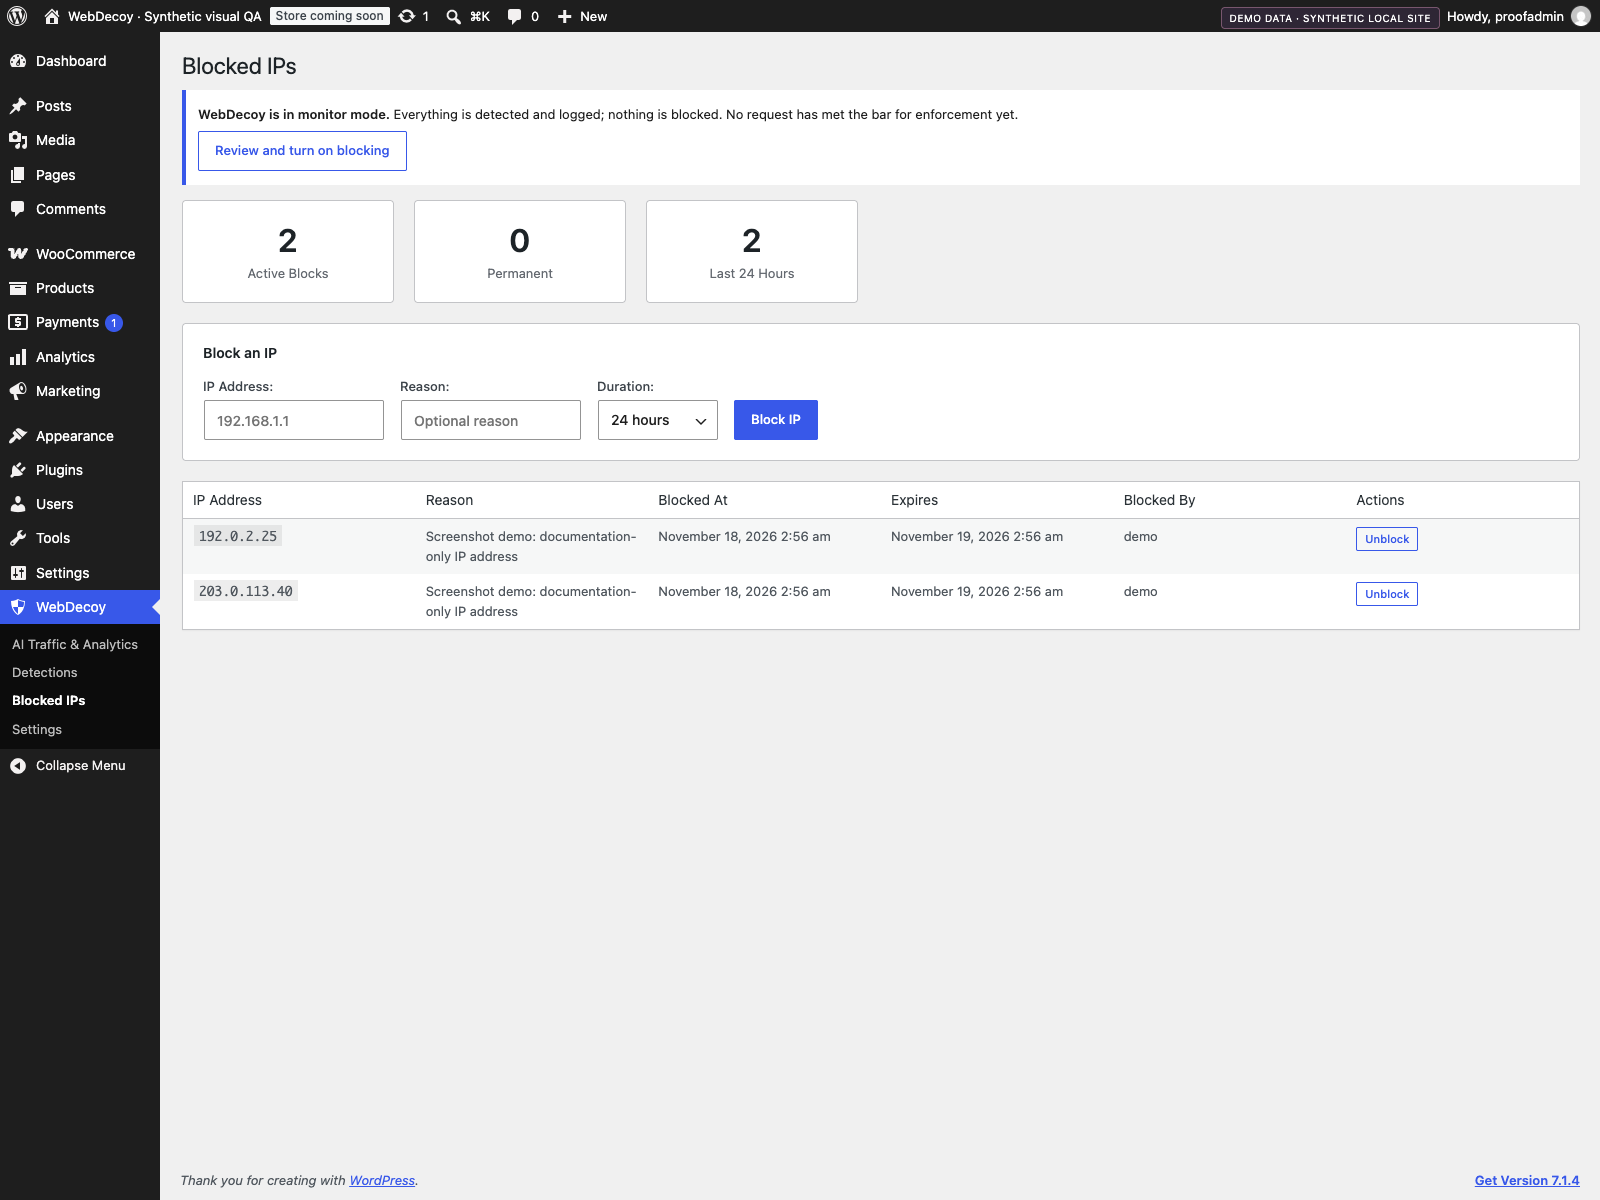 WebDecoy · Synthetic visual QA Store coming soon 1 ⌘K 0 New DEMO DATA · SYNTHETIC LOCAL SITE Howdy, proofadmin
Dashboard
Posts
Media
Pages
Comments
WooCommerce
Products
Payments 1
Analytics
Marketing
Appearance
Plugins
Users
Tools
Settings
WebDecoy
AI Traffic & Analytics
Detections
Blocked IPs
Settings
Collapse Menu
Blocked IPs
WebDecoy is in monitor mode. Everything is detected and logged; nothing is blocked. No request has met the bar for enforcement yet.
Review and turn on blocking
2
Active Blocks
0
Permanent
2
Last 24 Hours
Block an IP
IP Address: Reason: Duration:
192.168.1.1 Optional reason 24 hours Block IP
IP Address Reason Blocked At Expires Blocked By Actions
192.0.2.25 Screenshot demo: documentation- November 18, 2026 2:56 am November 19, 2026 2:56 am demo Unblock
only IP address
203.0.113.40 Screenshot demo: documentation- November 18, 2026 2:56 am November 19, 2026 2:56 am demo Unblock
only IP address
Thank you for creating with WordPress. Get Version 7.1.4